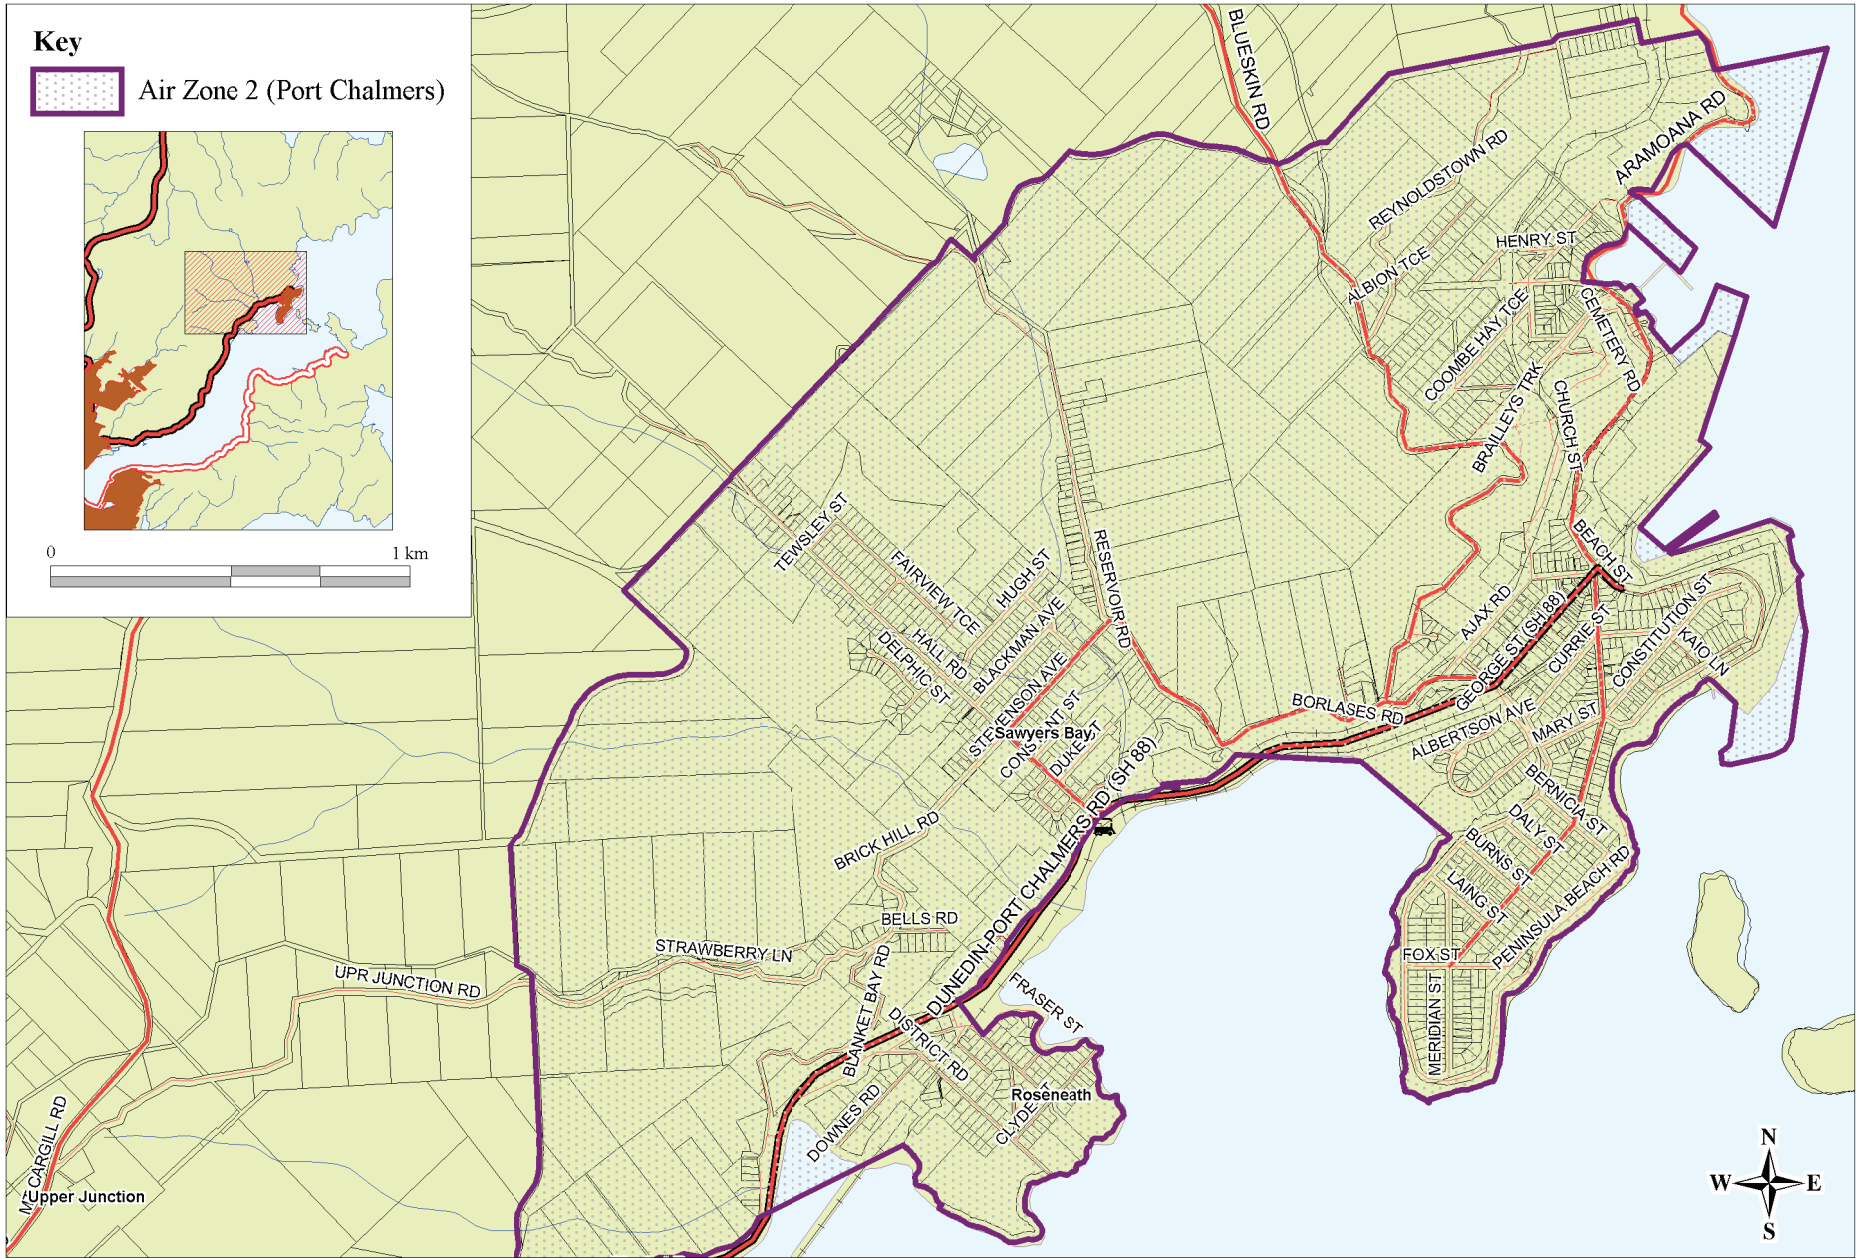 Key
Air Zone 2 (Port Chalmers)
0 1 km
BLUESKIN RD
ARAMOANA RD
REYNOLDSTOWN RD
HENRY ST
ALBION TCE
COOMBE HAY TCE
CEMETERY RD
BRAILLEYS TRK
CHURCH ST
TEWSLEY ST
FAIRVIEW TCE
HUGH ST
RESERVOIR RD
BEACH ST
HALL RD
BLACKMAN AVE
DELPHIC ST
STEVENSON AVE
AJAX RD
GEORGE ST (SH 88)
CURRIE ST
CONSTITUTION ST
KAIO LN
CONSTANT ST
Sawyers Bay
DUKE ST
BORLASES RD
ALBERTSON AVE
MARY ST
BERNICIA ST
DALY ST
BURNS ST
LAING ST
PENINSULA BEACH RD
BRICK HILL RD
DUNEDIN-PORT CHALMERS RD (SH 88)
BELLS RD
STRAWBERRY LN
UPR JUNCTION RD
BLANKET BAY RD
FOX ST
FRASER ST
MERIDIAN ST
DISTRICT RD
DOWNES RD
Roseneath
CLYDE ST
CARGILL RD
Upper Junction
N
W E
S